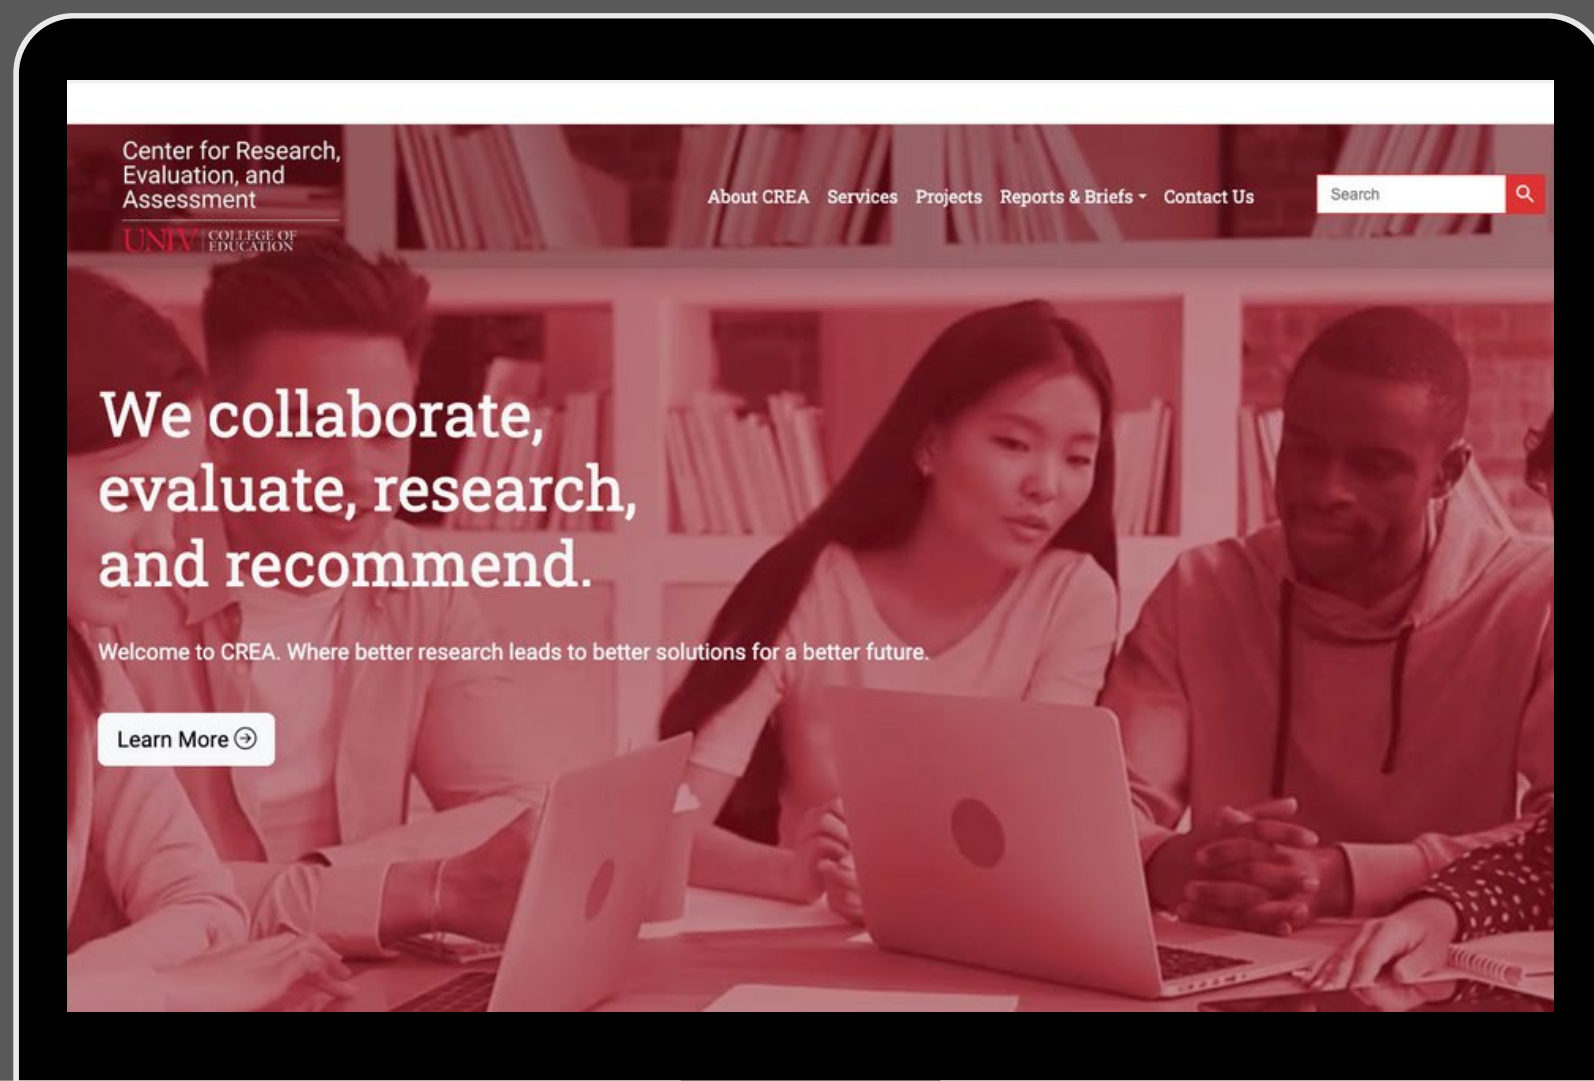 Center for Research,
Evaluation, and
Assessment
UNLV COLLEGE OF
EDUCATION
About CREA Services Projects Reports & Briefs Contact Us
Search
We collaborate,
evaluate, research,
and recommend.
Welcome to CREA. Where better research leads to better solutions for a better future.
Learn More